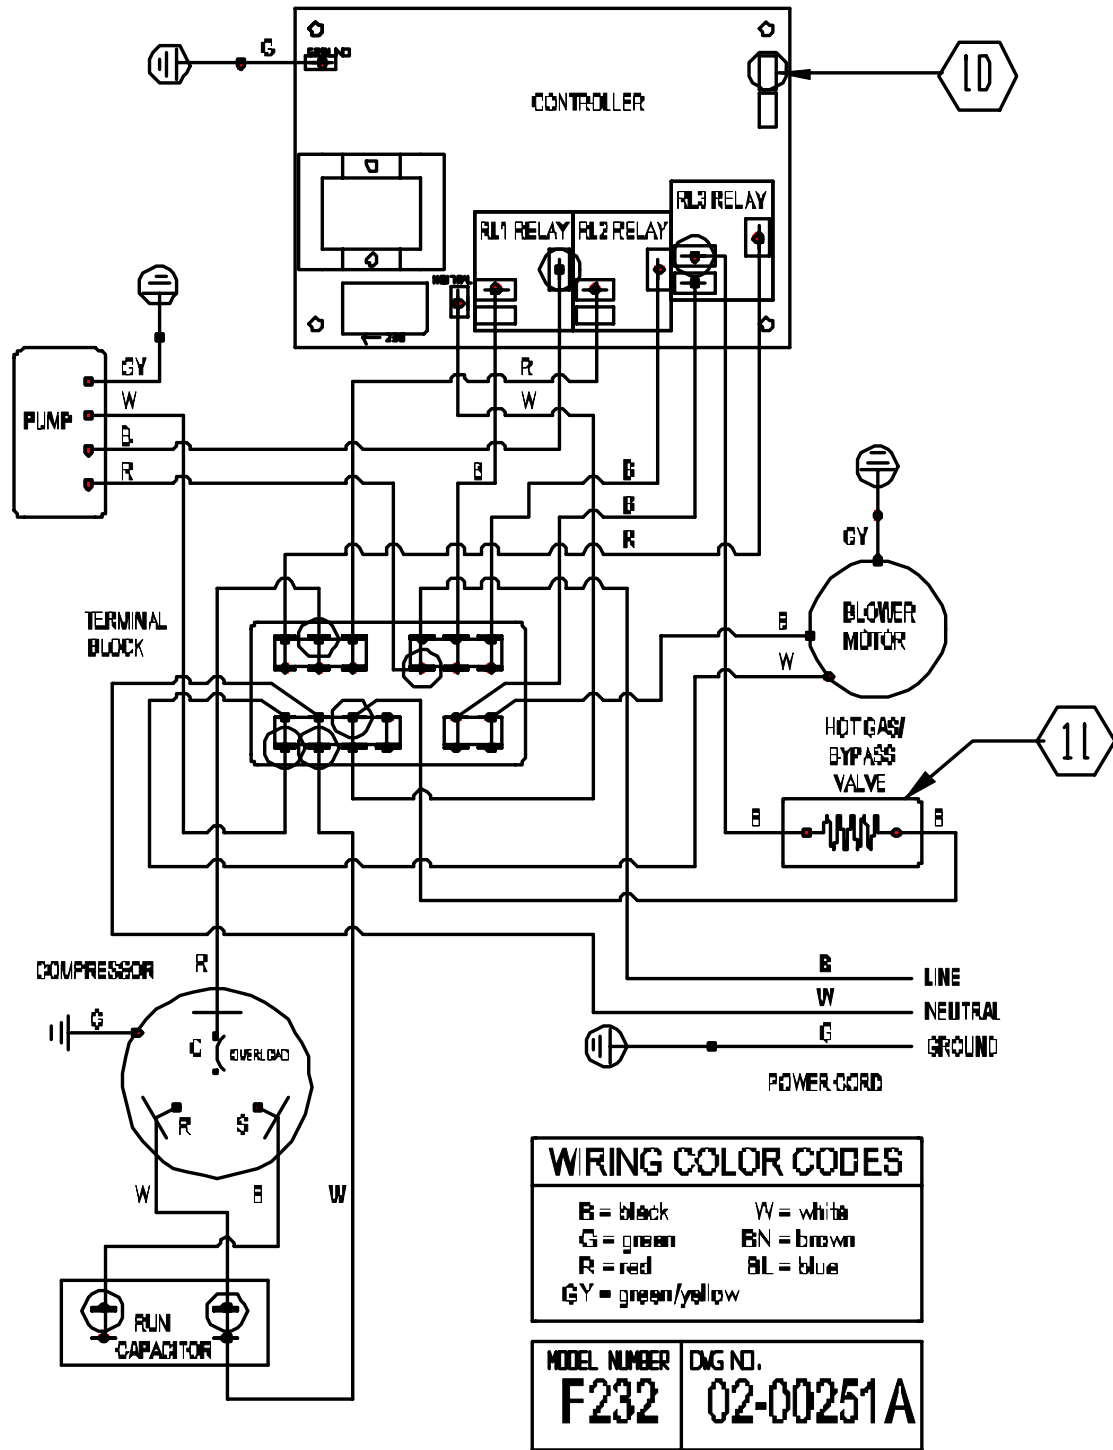 G
GROUND
CONTROLLER
1D
RL3 RELAY
RL1 RELAY
RL2 RELAY
GY
PUMP
W
B
R
R
W
B
B
B
R
GY
BLOWER
MOTOR
TERMINAL
BLOCK
B
W
HOT GAS/
BYPASS
VALVE
11
B
B
COMPRESSOR
R
B
LINE
W
NEUTRAL
G
GROUND
POWER CORD
G
C
OVERLOAD
R
S
W
B
W
RUN
CAPACITOR
WIRING COLOR CODES
B = black
W = white
G = green
BN = brown
R = red
BL = blue
GY = green/yellow
MODEL NUMBER
F232
DWG NO.
02-00251A